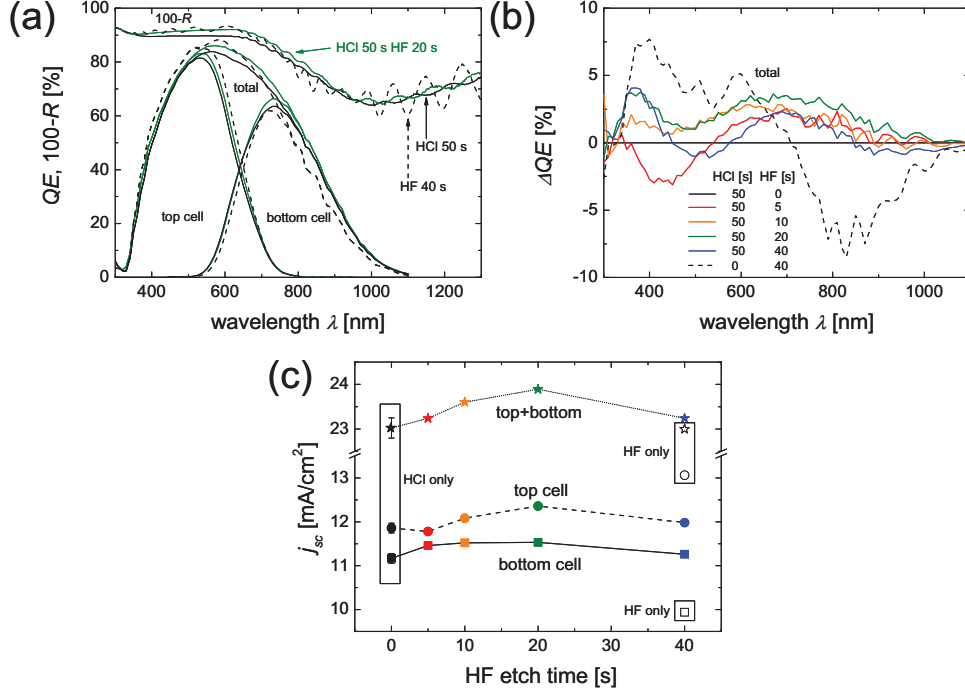 (a)
100-R
HCl 50 s HF 20 s
total
HCl 50 s
HF 40 s
top cell
bottom cell
QE, 100-R [%]
100
80
60
40
20
0
400 600 800 1000 1200
wavelength λ [nm]
(b)
total
ΔQE [%]
10
5
0
-5
-10
HCl [s] HF [s]
50 0
50 5
50 10
50 20
50 40
0 40
400 600 800 1000
wavelength λ [nm]
(c)
top+bottom
HCl only
HF only
top cell
bottom cell
HF only
jsc [mA/cm²]
24
23
13
12
11
10
0 10 20 30 40
HF etch time [s]